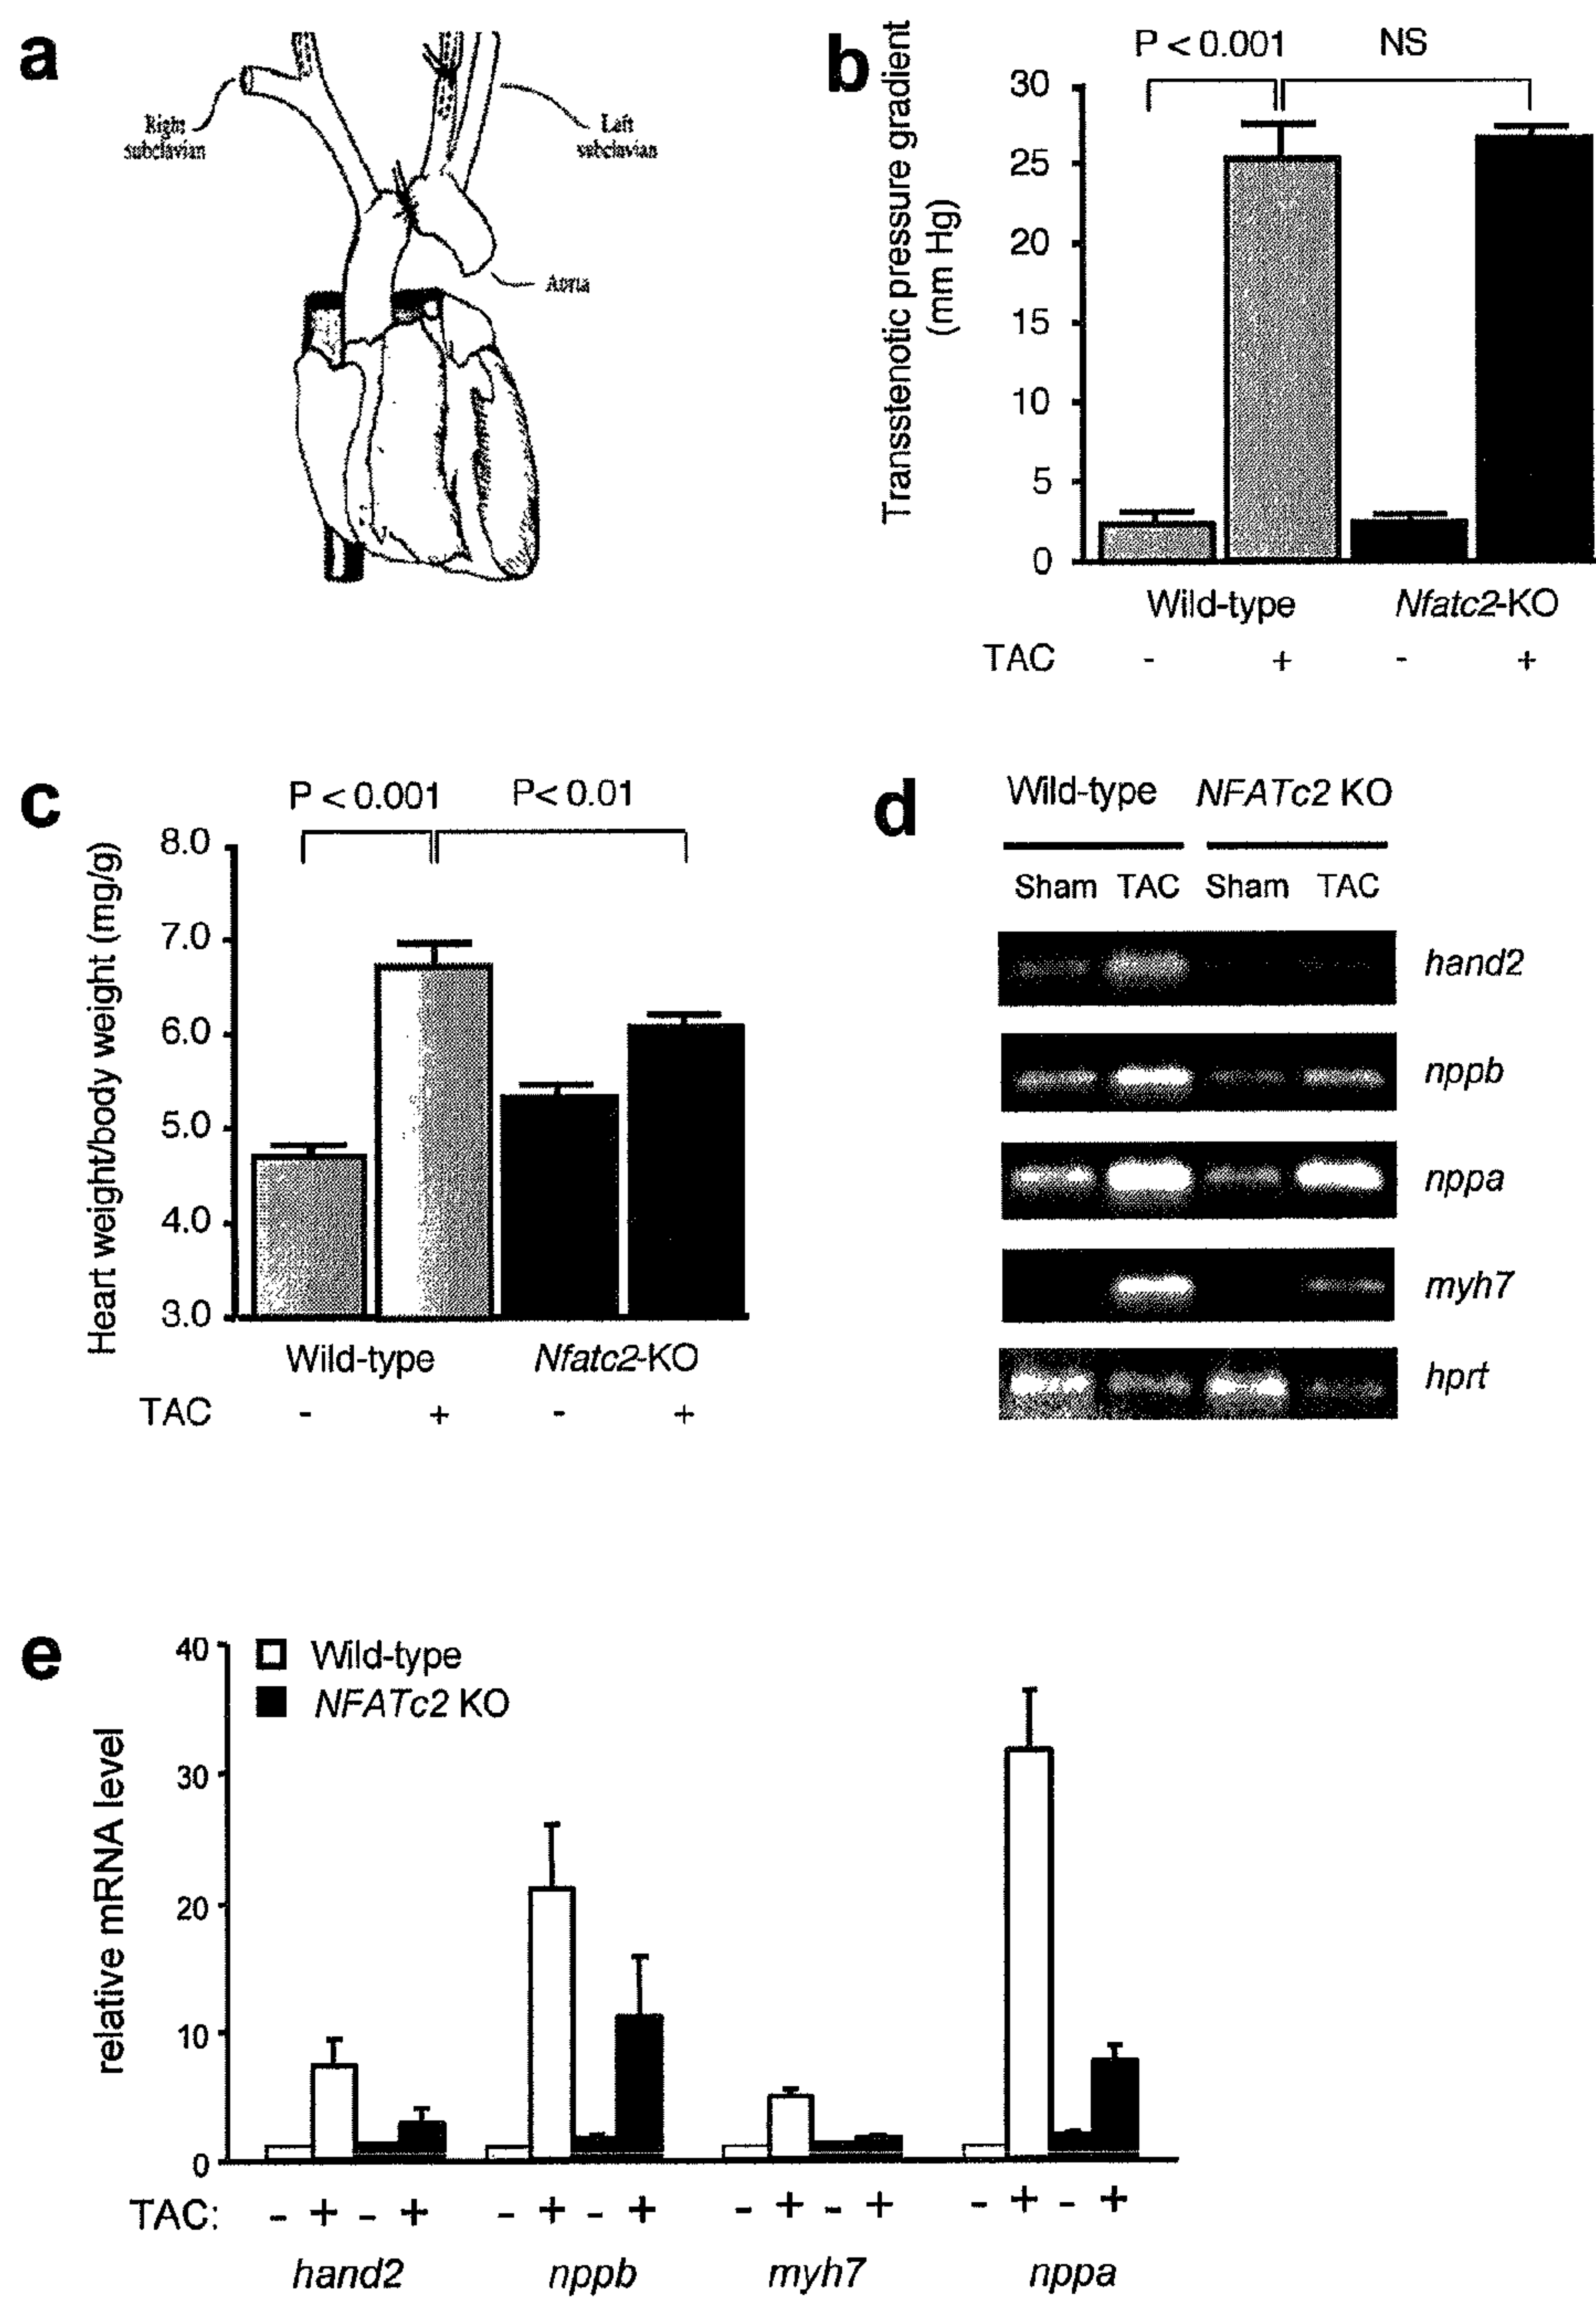 a
Right
subclavian
Left
subclavian
Aorta
b
P < 0.001 NS
Transstenotic pressure gradient
(mm Hg)
30
25
20
15
10
5
0
Wild-type Nfatc2-KO
TAC - + - +
c
P < 0.001 P< 0.01
Heart weight/body weight (mg/g)
8.0
7.0
6.0
5.0
4.0
3.0
Wild-type Nfatc2-KO
TAC - + - +
d
Wild-type NFATc2 KO
Sham TAC Sham TAC
hand2
nppb
nppa
myh7
hprt
e
Wild-type
NFATc2 KO
relative mRNA level
40
30
20
10
0
TAC: - + - + - + - + - + - + - + - +
hand2 nppb myh7 nppa